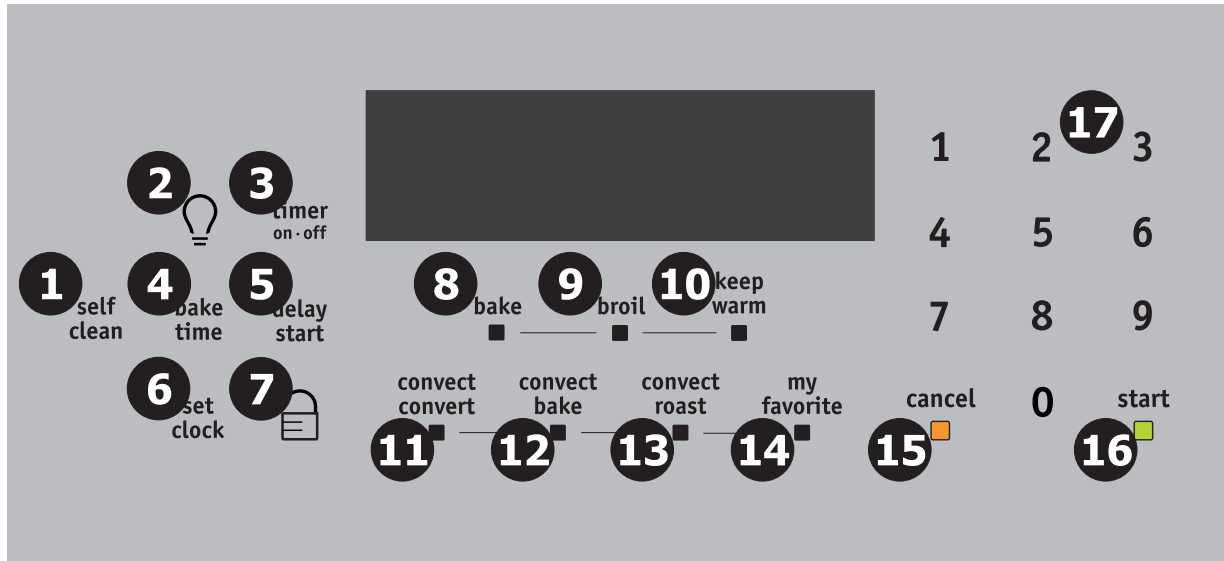 17
1 2 3
2 3
timer
on·off
4 5 6
1 4 5
self clean
bake time
delay start
8 9 10
bake
broil
keep warm
7 8 9
6 7
set clock
convect convert
convect bake
convect roast
my favorite
cancel
0
start
11 12 13 14 15 16